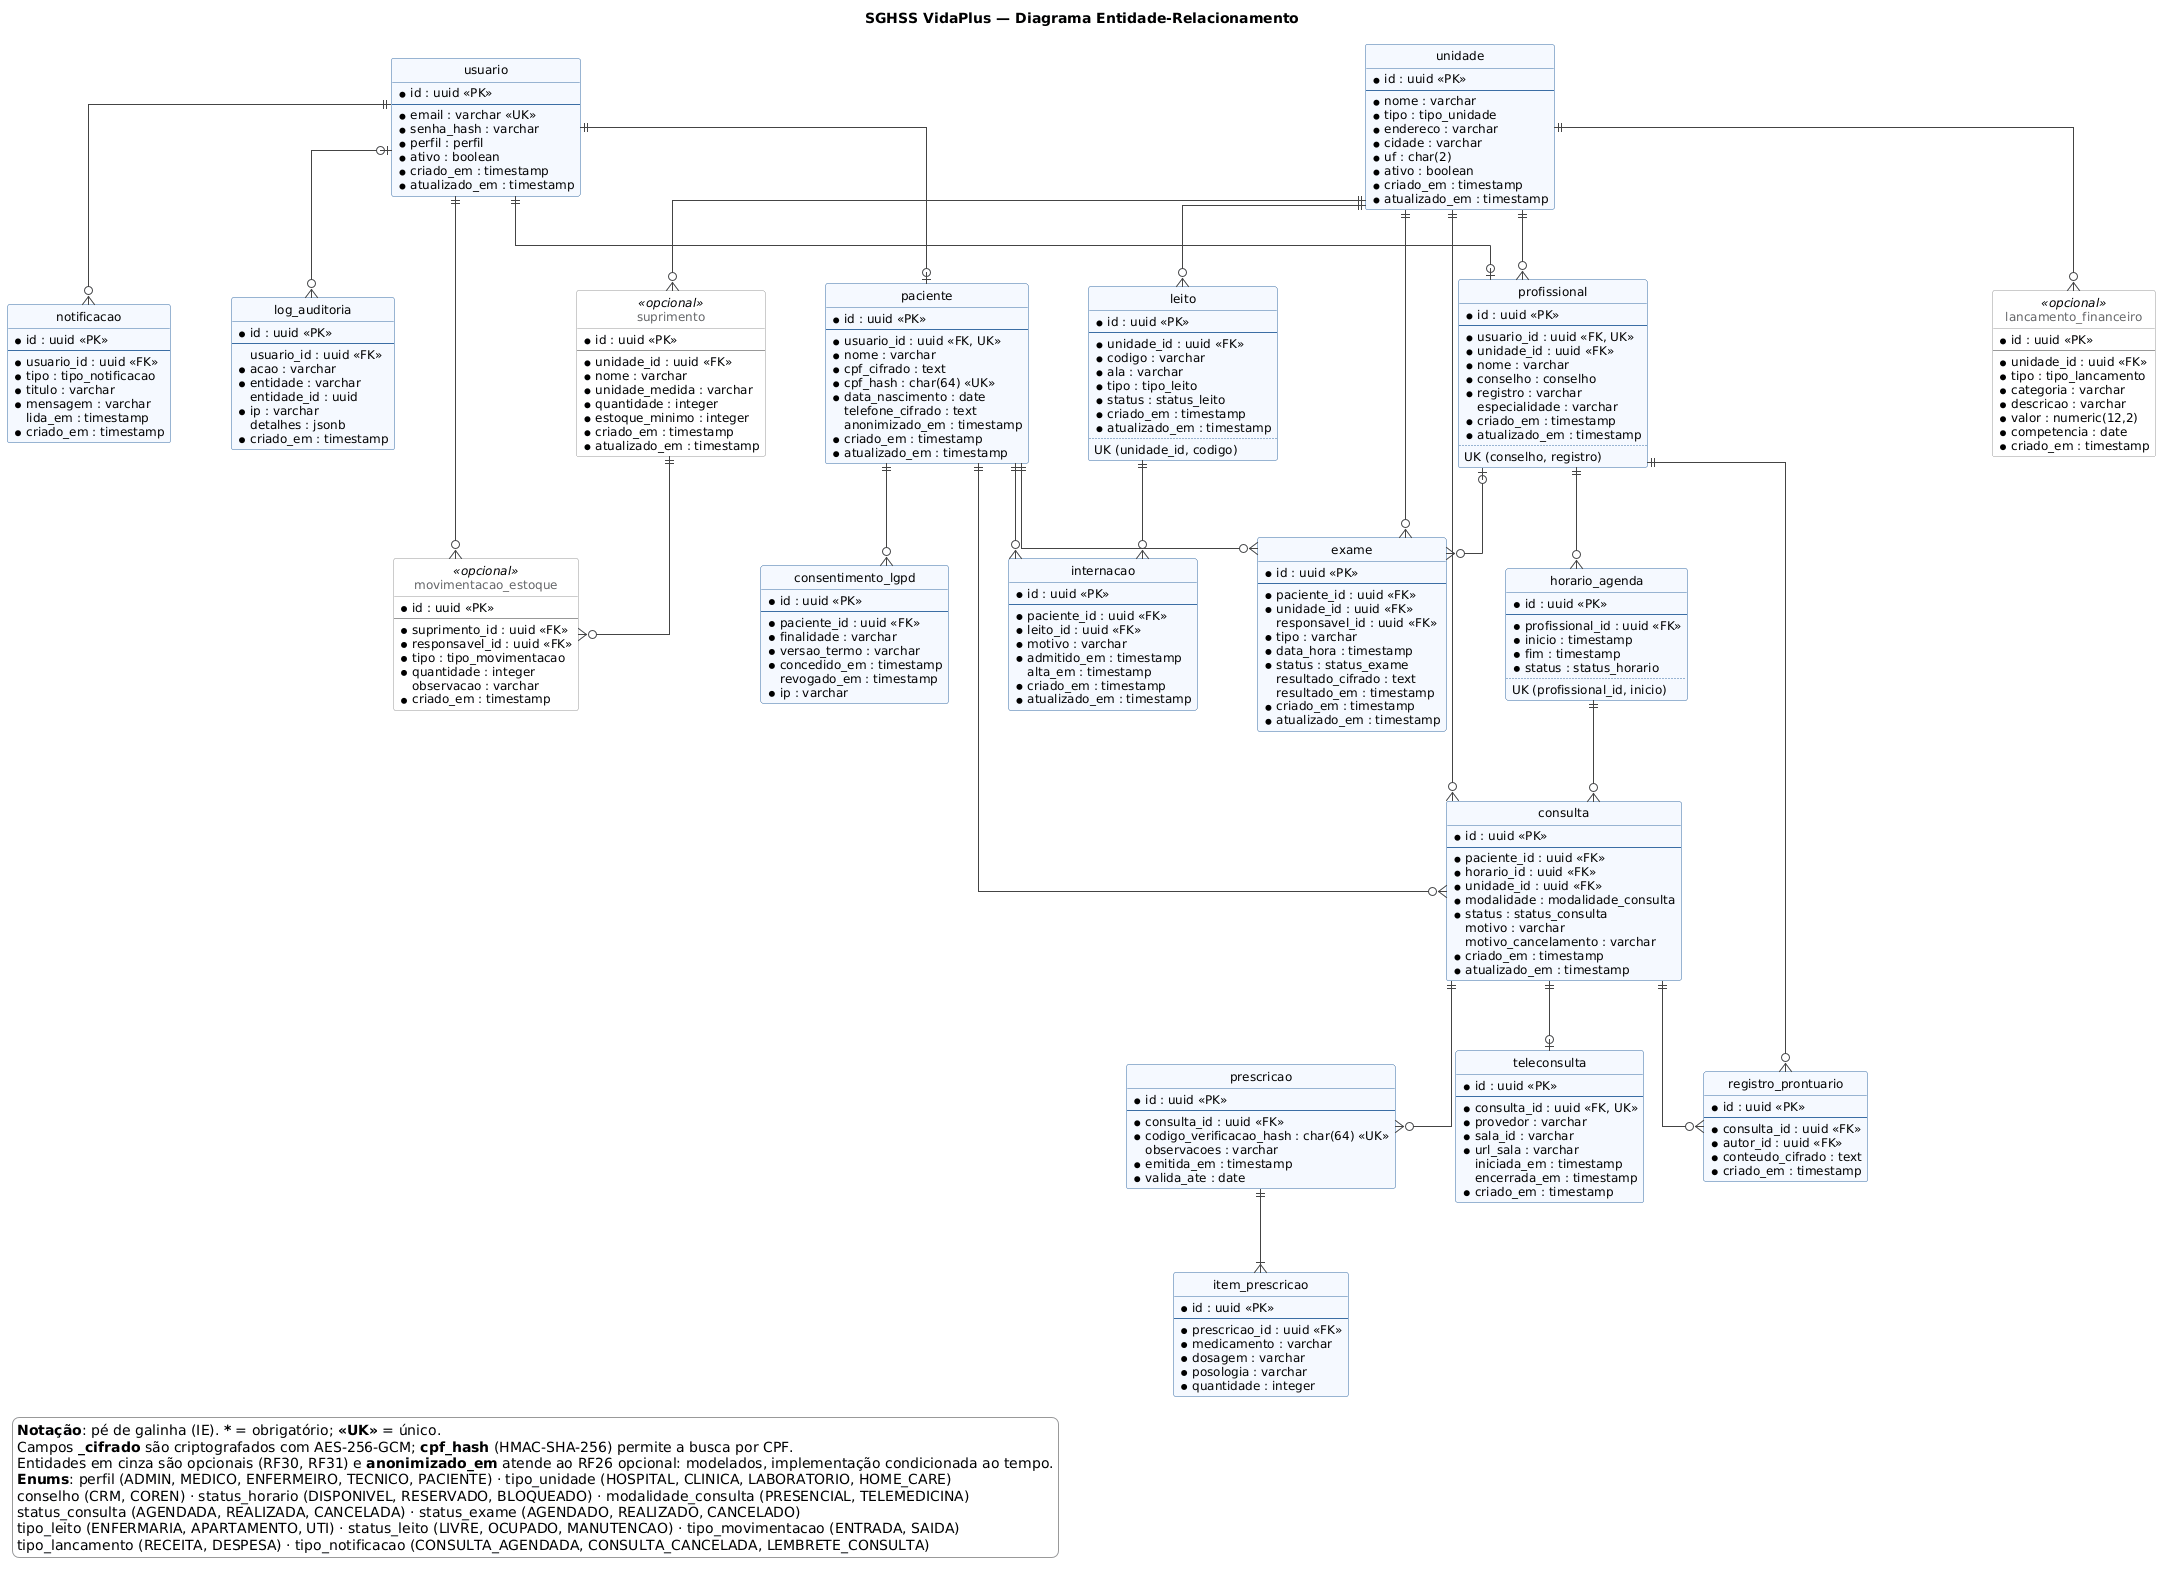 SGHSS VidaPlus — Diagrama Entidade-Relacionamento
usuario
id : uuid «PK»
email : varchar «UK»
senha_hash : varchar
perfil : perfil
ativo : boolean
criado_em : timestamp
atualizado_em : timestamp
unidade
id : uuid «PK»
nome : varchar
tipo : tipo_unidade
endereco : varchar
cidade : varchar
uf : char(2)
ativo : boolean
criado_em : timestamp
atualizado_em : timestamp
notificacao
id : uuid «PK»
usuario_id : uuid «FK»
tipo : tipo_notificacao
titulo : varchar
mensagem : varchar
lida_em : timestamp
criado_em : timestamp
log_auditoria
id : uuid «PK»
usuario_id : uuid «FK»
acao : varchar
entidade : varchar
entidade_id : uuid
ip : varchar
detalhes : jsonb
criado_em : timestamp
«opcional»
suprimento
id : uuid «PK»
unidade_id : uuid «FK»
nome : varchar
unidade_medida : varchar
quantidade : integer
estoque_minimo : integer
criado_em : timestamp
atualizado_em : timestamp
paciente
id : uuid «PK»
usuario_id : uuid «FK, UK»
nome : varchar
cpf_cifrado : text
cpf_hash : char(64) «UK»
data_nascimento : date
telefone_cifrado : text
anonimizado_em : timestamp
criado_em : timestamp
atualizado_em : timestamp
leito
id : uuid «PK»
unidade_id : uuid «FK»
codigo : varchar
ala : varchar
tipo : tipo_leito
status : status_leito
criado_em : timestamp
atualizado_em : timestamp
UK (unidade_id, codigo)
profissional
id : uuid «PK»
usuario_id : uuid «FK, UK»
unidade_id : uuid «FK»
nome : varchar
conselho : conselho
registro : varchar
especialidade : varchar
criado_em : timestamp
atualizado_em : timestamp
UK (conselho, registro)
«opcional»
lancamento_financeiro
id : uuid «PK»
unidade_id : uuid «FK»
tipo : tipo_lancamento
categoria : varchar
descricao : varchar
valor : numeric(12,2)
competencia : date
criado_em : timestamp
«opcional»
movimentacao_estoque
id : uuid «PK»
suprimento_id : uuid «FK»
responsavel_id : uuid «FK»
tipo : tipo_movimentacao
quantidade : integer
observacao : varchar
criado_em : timestamp
consentimento_lgpd
id : uuid «PK»
paciente_id : uuid «FK»
finalidade : varchar
versao_termo : varchar
concedido_em : timestamp
revogado_em : timestamp
ip : varchar
internacao
id : uuid «PK»
paciente_id : uuid «FK»
leito_id : uuid «FK»
motivo : varchar
admitido_em : timestamp
alta_em : timestamp
criado_em : timestamp
atualizado_em : timestamp
exame
id : uuid «PK»
paciente_id : uuid «FK»
unidade_id : uuid «FK»
responsavel_id : uuid «FK»
tipo : varchar
data_hora : timestamp
status : status_exame
resultado_cifrado : text
resultado_em : timestamp
criado_em : timestamp
atualizado_em : timestamp
horario_agenda
id : uuid «PK»
profissional_id : uuid «FK»
inicio : timestamp
fim : timestamp
status : status_horario
UK (profissional_id, inicio)
consulta
id : uuid «PK»
paciente_id : uuid «FK»
horario_id : uuid «FK»
unidade_id : uuid «FK»
modalidade : modalidade_consulta
status : status_consulta
motivo : varchar
motivo_cancelamento : varchar
criado_em : timestamp
atualizado_em : timestamp
prescricao
id : uuid «PK»
consulta_id : uuid «FK»
codigo_verificacao_hash : char(64) «UK»
observacoes : varchar
emitida_em : timestamp
valida_ate : date
teleconsulta
id : uuid «PK»
consulta_id : uuid «FK, UK»
provedor : varchar
sala_id : varchar
url_sala : varchar
iniciada_em : timestamp
encerrada_em : timestamp
criado_em : timestamp
registro_prontuario
id : uuid «PK»
consulta_id : uuid «FK»
autor_id : uuid «FK»
conteudo_cifrado : text
criado_em : timestamp
item_prescricao
id : uuid «PK»
prescricao_id : uuid «FK»
medicamento : varchar
dosagem : varchar
posologia : varchar
quantidade : integer
Notação: pé de galinha (IE). * = obrigatório; «UK» = único.
Campos _cifrado são criptografados com AES-256-GCM; cpf_hash (HMAC-SHA-256) permite a busca por CPF.
Entidades em cinza são opcionais (RF30, RF31) e anonimizado_em atende ao RF26 opcional: modelados, implementação condicionada ao tempo.
Enums: perfil (ADMIN, MEDICO, ENFERMEIRO, TECNICO, PACIENTE) · tipo_unidade (HOSPITAL, CLINICA, LABORATORIO, HOME_CARE)
conselho (CRM, COREN) · status_horario (DISPONIVEL, RESERVADO, BLOQUEADO) · modalidade_consulta (PRESENCIAL, TELEMEDICINA)
status_consulta (AGENDADA, REALIZADA, CANCELADA) · status_exame (AGENDADO, REALIZADO, CANCELADO)
tipo_leito (ENFERMARIA, APARTAMENTO, UTI) · status_leito (LIVRE, OCUPADO, MANUTENCAO) · tipo_movimentacao (ENTRADA, SAIDA)
tipo_lancamento (RECEITA, DESPESA) · tipo_notificacao (CONSULTA_AGENDADA, CONSULTA_CANCELADA, LEMBRETE_CONSULTA)